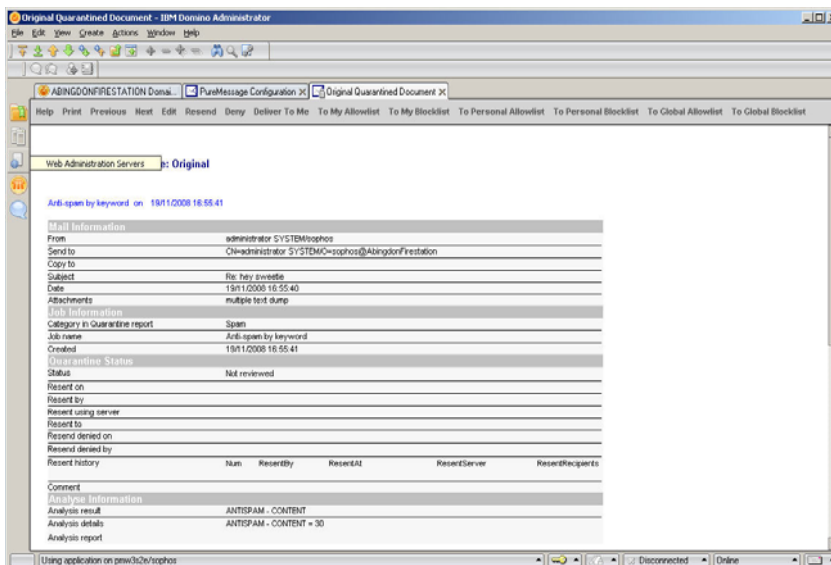 Original Quarantined Document - IBM Domino Administrator
File Edit View Create Actions Window Help
ABINGDONFIRESTATION Domai... PureMessage Configuration Original Quarantined Document
Help Print Previous Next Edit Resend Deny Deliver To Me To My Allowlist To My Blocklist To Personal Allowlist To Personal Blocklist To Global Allowlist To Global Blocklist
Web Administration Servers e: Original
Anti-spam by keyword on 19/11/2008 16:55:41
Mail Information
From administrator SYSTEM/sophos
Send to CN=administrator SYSTEM/O=sophos@AbingdonFirestation
Copy to
Subject Re: hey sweetie
Date 19/11/2008 16:55:40
Attachments multiple text dump
Job Information
Category in Quarantine report Spam
Job name Anti-spam by keyword
Created 19/11/2008 16:55:41
Quarantine Status
Status Not reviewed
Resent on
Resent by
Resent using server
Resent to
Resend denied on
Resend denied by
Resent history Num ResentBy ResentAt ResentServer ResentRecipients
Comment
Analyse Information
Analysis result ANTISPAM - CONTENT
Analysis details ANTISPAM - CONTENT = 30
Analysis report
Using application on pmw3s2e/sophos Disconnected Online